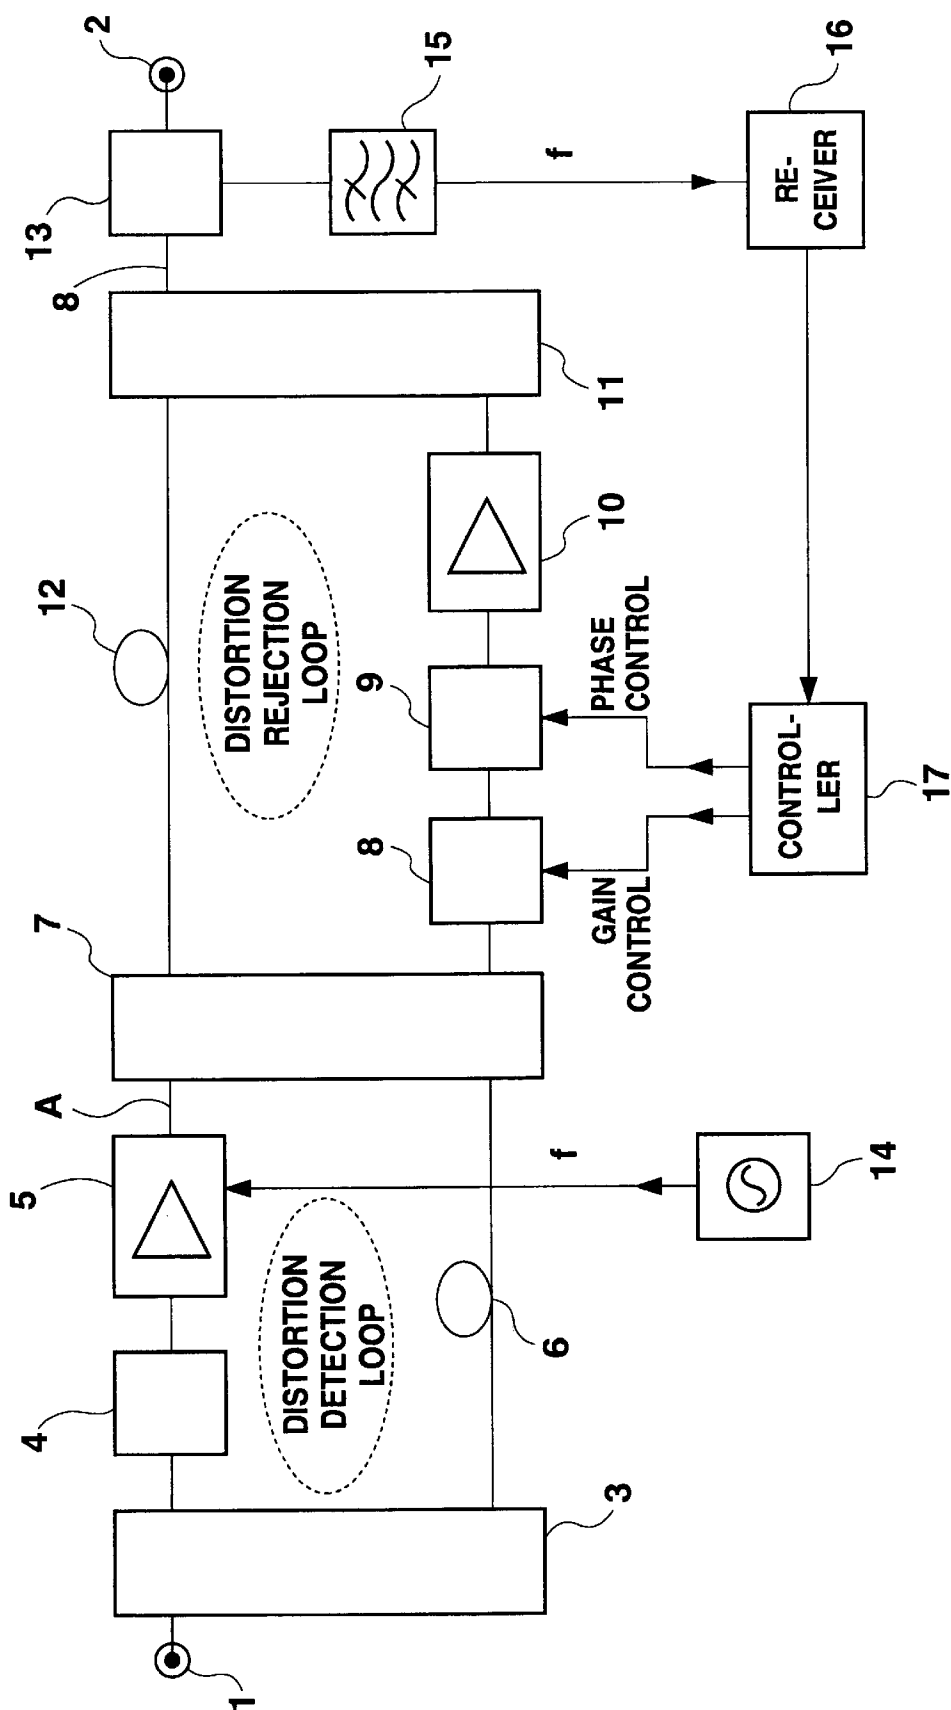 4
5
A
7
12
8
13
2
1
DISTORTION
DETECTION
LOOP
DISTORTION
REJECTION
LOOP
8
9
15
6
3
f
f
10
11
GAIN
CONTROL
PHASE
CONTROL
14
CONTROL-
LER
17
RE-
CEIVER
16